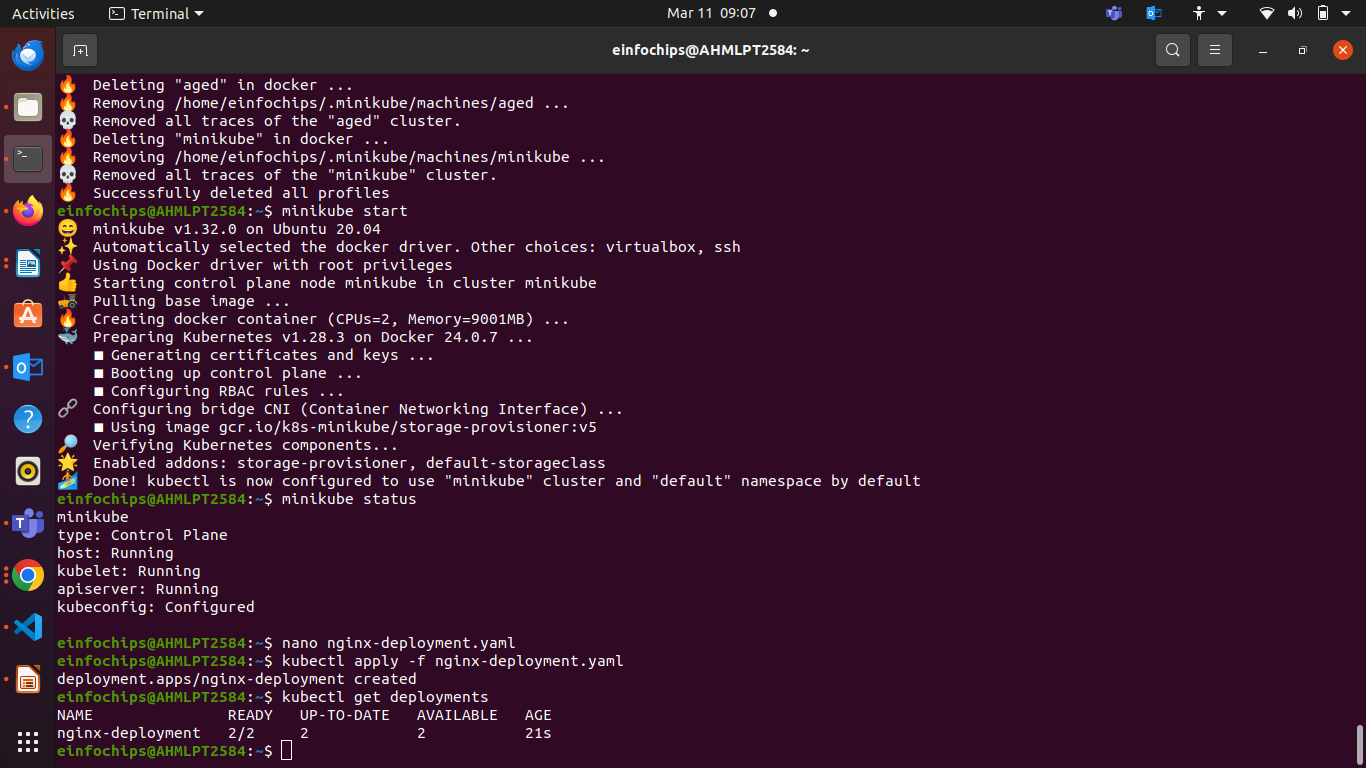 Activities
Terminal
Mar 11 09:07
einfochips@AHMLPT2584: ~
Deleting "aged" in docker ...
Removing /home/einfochips/.minikube/machines/aged ...
Removed all traces of the "aged" cluster.
Deleting "minikube" in docker ...
Removing /home/einfochips/.minikube/machines/minikube ...
Removed all traces of the "minikube" cluster.
Successfully deleted all profiles
einfochips@AHMLPT2584:~$ minikube start
minikube v1.32.0 on Ubuntu 20.04
Automatically selected the docker driver. Other choices: virtualbox, ssh
Using Docker driver with root privileges
Starting control plane node minikube in cluster minikube
Pulling base image ...
Creating docker container (CPUs=2, Memory=9001MB) ...
Preparing Kubernetes v1.28.3 on Docker 24.0.7 ...
■ Generating certificates and keys ...
■ Booting up control plane ...
■ Configuring RBAC rules ...
Configuring bridge CNI (Container Networking Interface) ...
■ Using image gcr.io/k8s-minikube/storage-provisioner:v5
Verifying Kubernetes components...
Enabled addons: storage-provisioner, default-storageclass
Done! kubectl is now configured to use "minikube" cluster and "default" namespace by default
einfochips@AHMLPT2584:~$ minikube status
minikube
type: Control Plane
host: Running
kubelet: Running
apiserver: Running
kubeconfig: Configured
einfochips@AHMLPT2584:~$ nano nginx-deployment.yaml
einfochips@AHMLPT2584:~$ kubectl apply -f nginx-deployment.yaml
deployment.apps/nginx-deployment created
einfochips@AHMLPT2584:~$ kubectl get deployments
NAME READY UP-TO-DATE AVAILABLE AGE
nginx-deployment 2/2 2 2 21s
einfochips@AHMLPT2584:~$